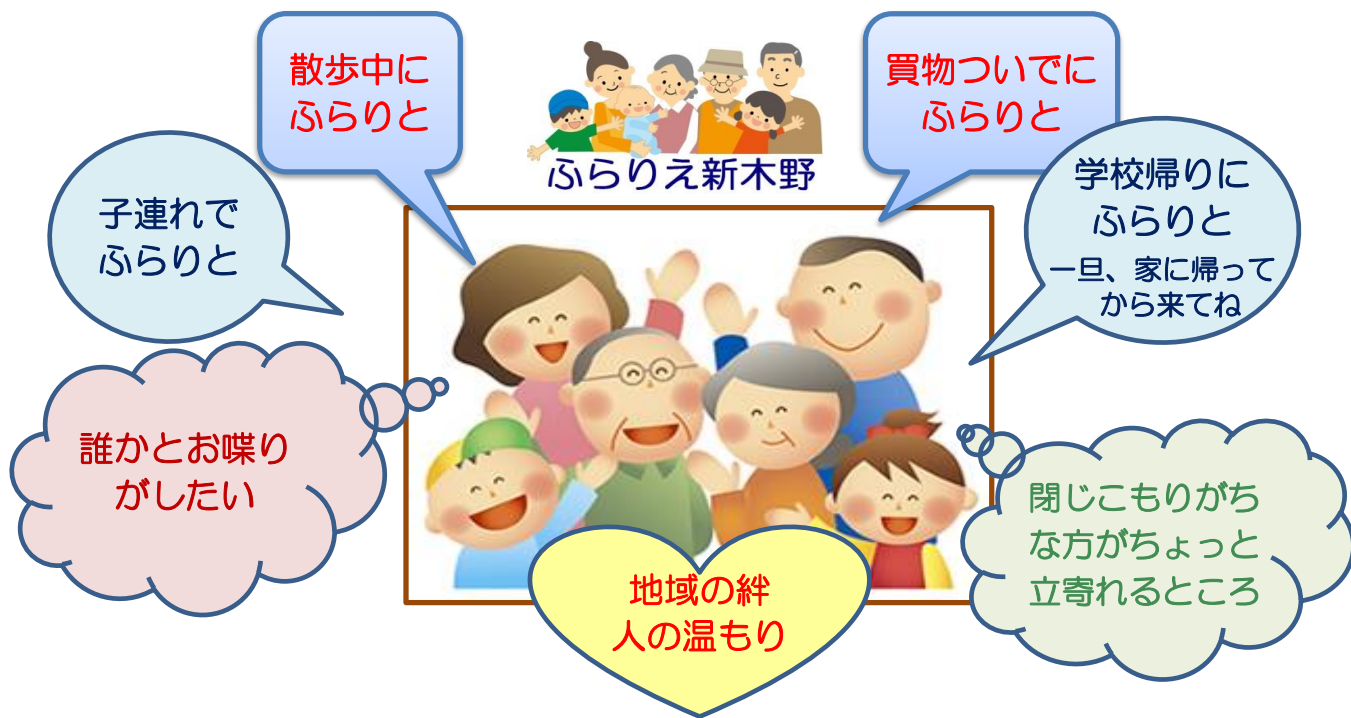 散歩中に
ふらりと
買物ついでに
ふらりと
ふらりえ新木野
子連れで
ふらりと
学校帰りに
ふらりと
一旦、家に帰って
から来てね
誰かとお喋り
がしたい
閉じこもりがち
な方がちょっと
立寄れるところ
地域の絆
人の温もり